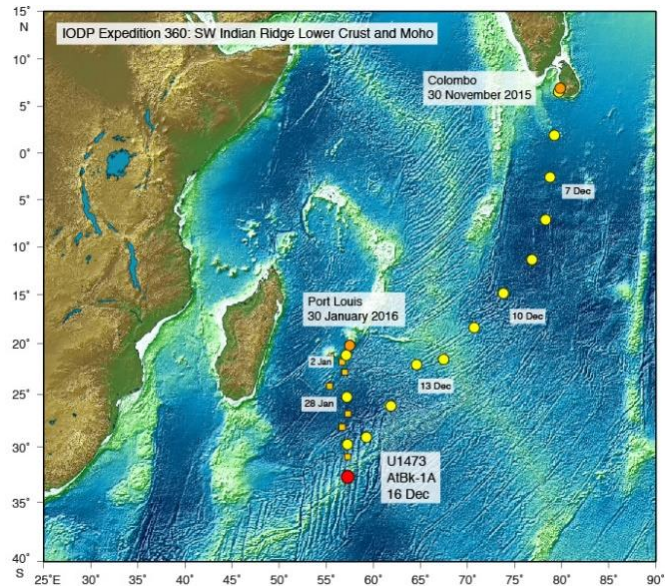 15°
N
IODP Expedition 360: SW Indian Ridge Lower Crust and Moho
10°
Colombo
30 November 2015
5°
0°
7 Dec
5°
10°
15°
Port Louis
30 January 2016
10 Dec
20°
2 Jan
13 Dec
25°
28 Jan
30°
U1473
AtBk-1A
16 Dec
35°
40°
S
25°E 30° 35° 40° 45° 50° 55° 60° 65° 70° 75° 80° 85° 90°